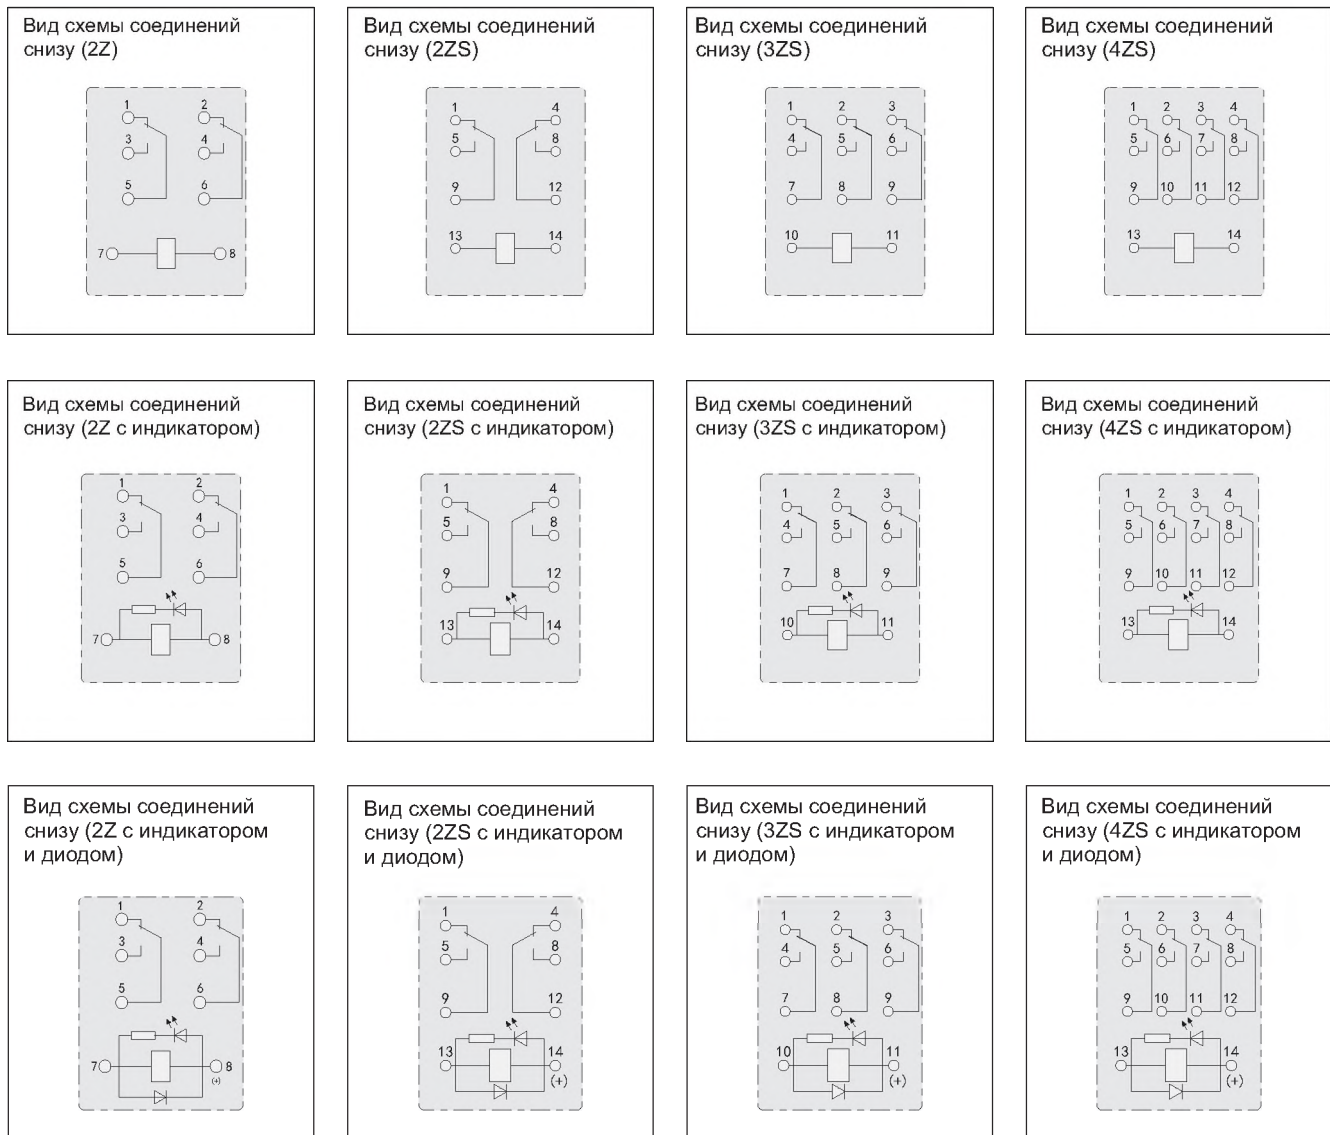 Вид схемы соединений
снизу (2Z)
1 2
3 4
5 6
7 8
Вид схемы соединений
снизу (2ZS)
1 4
5 8
9 12
13 14
Вид схемы соединений
снизу (3ZS)
1 2 3
4 5 6
7 8 9
10 11
Вид схемы соединений
снизу (4ZS)
1 2 3 4
5 6 7 8
9 10 11 12
13 14
Вид схемы соединений
снизу (2Z с индикатором)
1 2
3 4
5 6
7 8
Вид схемы соединений
снизу (2ZS с индикатором)
1 4
5 8
9 12
13 14
Вид схемы соединений
снизу (3ZS с индикатором)
1 2 3
4 5 6
7 8 9
10 11
Вид схемы соединений
снизу (4ZS с индикатором)
1 2 3 4
5 6 7 8
9 10 11 12
13 14
Вид схемы соединений
снизу (2Z с индикатором
и диодом)
1 2
3 4
5 6
7 8
(+)
Вид схемы соединений
снизу (2ZS с индикатором
и диодом)
1 4
5 8
9 12
13 14
(+)
Вид схемы соединений
снизу (3ZS с индикатором
и диодом)
1 2 3
4 5 6
7 8 9
10 11
(+)
Вид схемы соединений
снизу (4ZS с индикатором
и диодом)
1 2 3 4
5 6 7 8
9 10 11 12
13 14
(+)